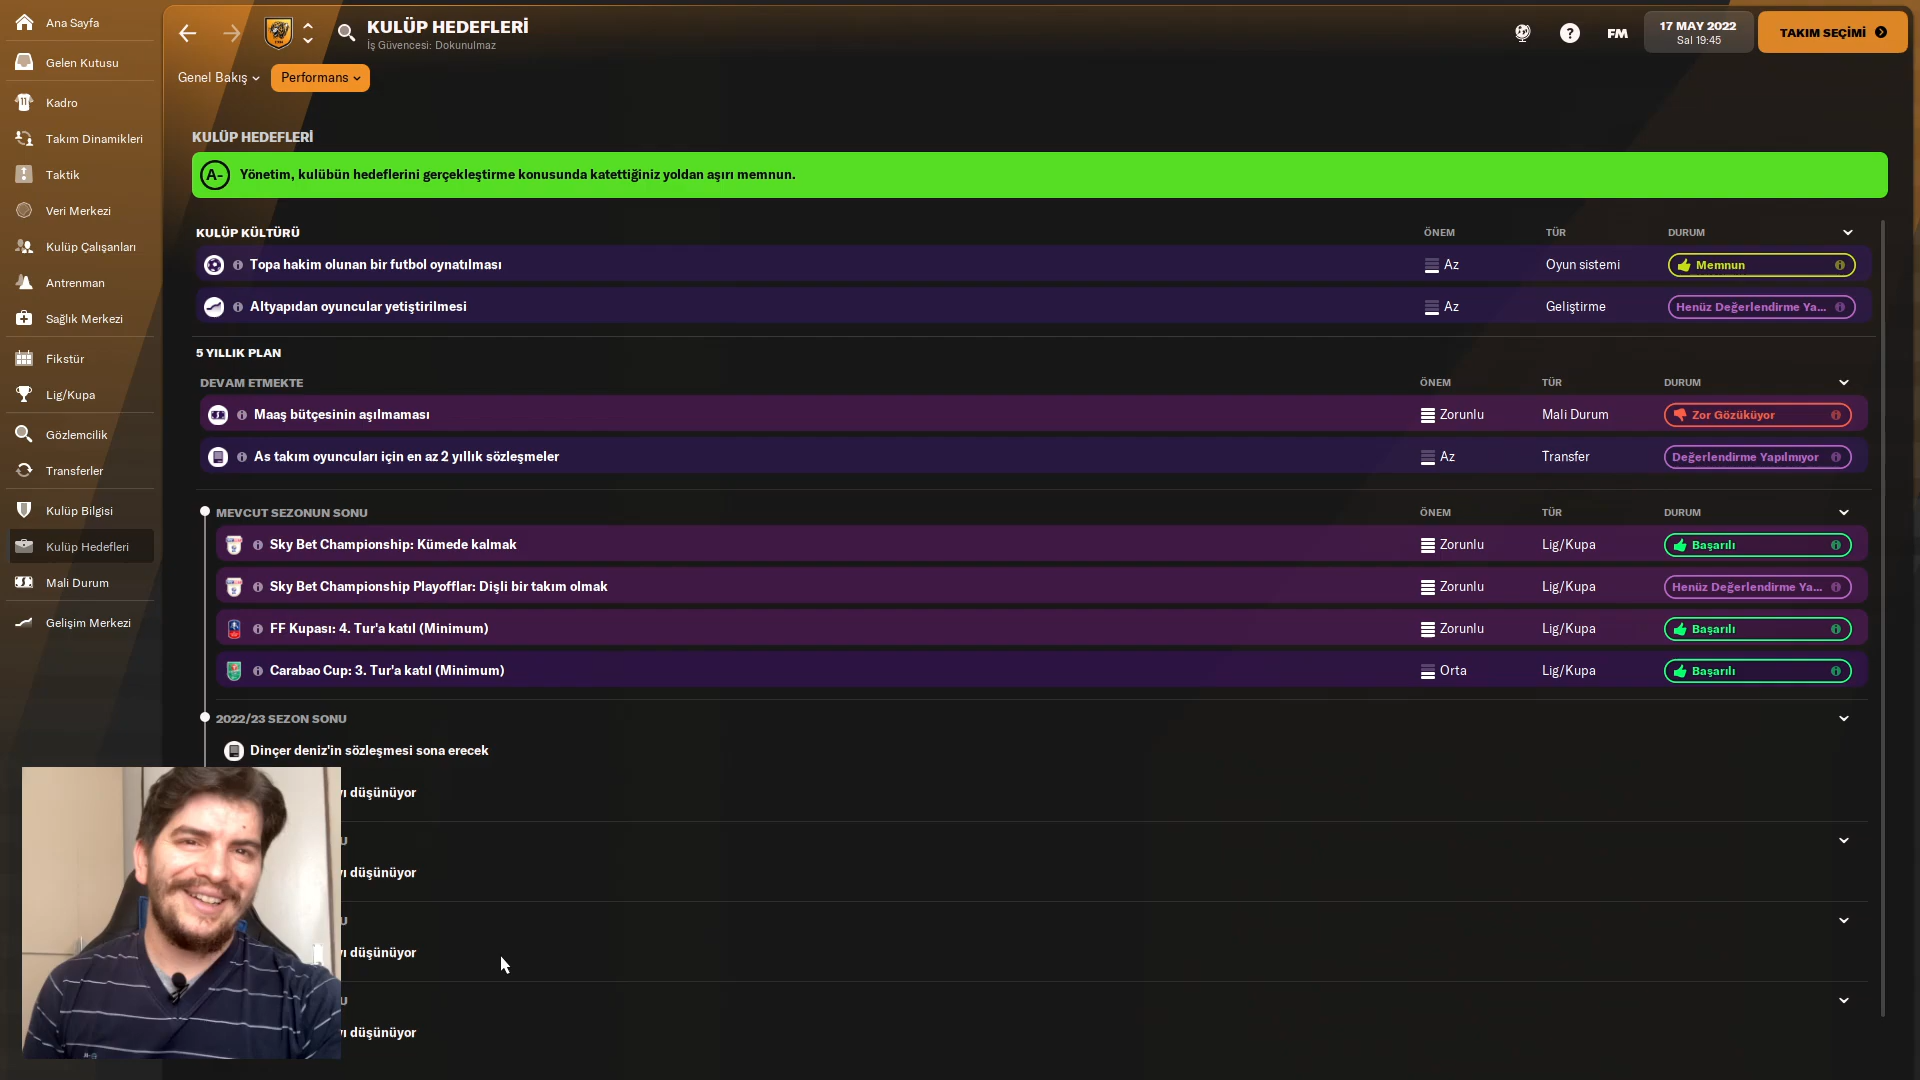 Ana Sayfa
Gelen Kutusu
Kadro
Takım Dinamikleri
Taktik
Veri Merkezi
Kulüp Çalışanları
Antrenman
Sağlık Merkezi
Fikstür
Lig/Kupa
Gözlemcilik
Transferler
Kulüp Bilgisi
Kulüp Hedefleri
Mali Durum
Gelişim Merkezi
KULÜP HEDEFLERİ
İş Güvencesi: Dokunulmaz
FM
17 MAY 2022
Sal 19:45
TAKIM SEÇİMİ
Genel Bakış
Performans
KULÜP HEDEFLERİ
A- Yönetim, kulübün hedeflerini gerçekleştirme konusunda katettiğiniz yoldan aşırı memnun.
KULÜP KÜLTÜRÜ ÖNEM TÜR DURUM
Topa hakim olunan bir futbol oynatılması Az Oyun sistemi Memnun
Altyapıdan oyuncular yetiştirilmesi Az Geliştirme Henüz Değerlendirme Ya...
5 YILLIK PLAN
DEVAM ETMEKTE ÖNEM TÜR DURUM
Maaş bütçesinin aşılmaması Zorunlu Mali Durum Zor Gözüküyor
As takım oyuncuları için en az 2 yıllık sözleşmeler Az Transfer Değerlendirme Yapılmıyor
MEVCUT SEZONUN SONU ÖNEM TÜR DURUM
Sky Bet Championship: Kümede kalmak Zorunlu Lig/Kupa Başarılı
Sky Bet Championship Playofflar: Dişli bir takım olmak Zorunlu Lig/Kupa Henüz Değerlendirme Ya...
FF Kupası: 4. Tur'a katıl (Minimum) Zorunlu Lig/Kupa Başarılı
Carabao Cup: 3. Tur'a katıl (Minimum) Orta Lig/Kupa Başarılı
2022/23 SEZON SONU
Dinçer deniz'in sözleşmesi sona erecek
düşünüyor
düşünüyor
düşünüyor
düşünüyor